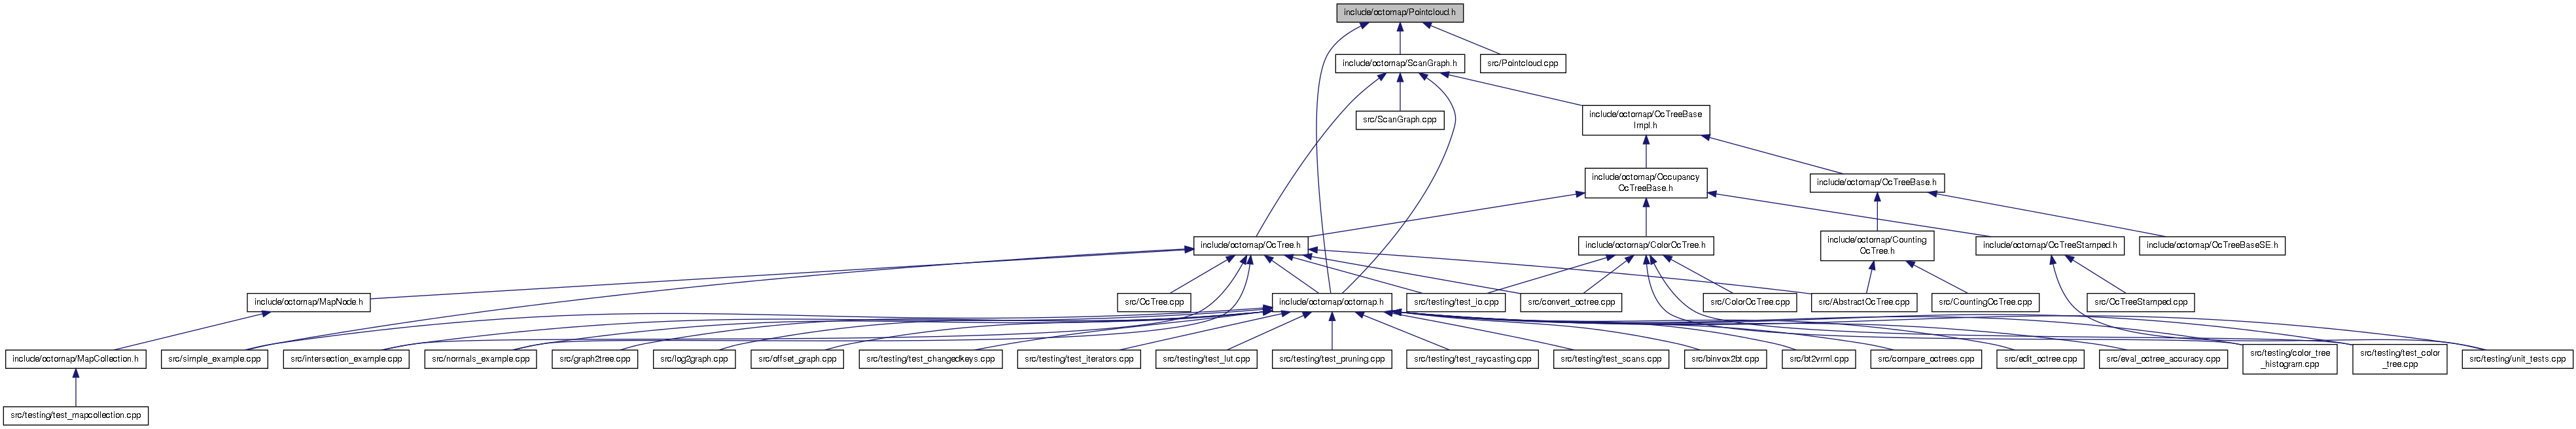 include/octomap/Pointcloud.h
include/octomap/ScanGraph.h
src/Pointcloud.cpp
src/ScanGraph.cpp
include/octomap/OcTreeBase
Impl.h
include/octomap/Occupancy
OcTreeBase.h
include/octomap/OcTreeBase.h
include/octomap/OcTree.h
include/octomap/ColorOcTree.h
include/octomap/Counting
OcTree.h
include/octomap/OcTreeStamped.h
include/octomap/OcTreeBaseSE.h
include/octomap/MapNode.h
src/OcTree.cpp
include/octomap/octomap.h
src/testing/test_io.cpp
src/convert_octree.cpp
src/ColorOcTree.cpp
src/AbstractOcTree.cpp
src/CountingOcTree.cpp
src/OcTreeStamped.cpp
include/octomap/MapCollection.h
src/simple_example.cpp
src/intersection_example.cpp
src/normals_example.cpp
src/graph2tree.cpp
src/log2graph.cpp
src/offset_graph.cpp
src/testing/test_changedkeys.cpp
src/testing/test_iterators.cpp
src/testing/test_lut.cpp
src/testing/test_pruning.cpp
src/testing/test_raycasting.cpp
src/testing/test_scans.cpp
src/binvox2bt.cpp
src/bt2vrml.cpp
src/compare_octrees.cpp
src/edit_octree.cpp
src/eval_octree_accuracy.cpp
src/testing/color_tree
_histogram.cpp
src/testing/test_color
_tree.cpp
src/testing/unit_tests.cpp
src/testing/test_mapcollection.cpp